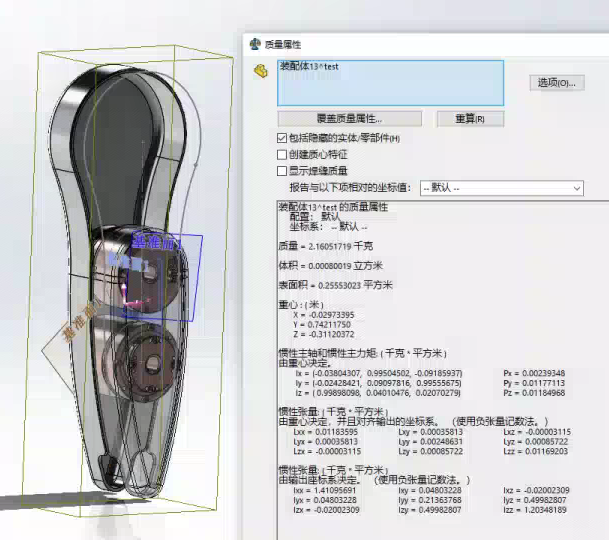 质量属性
装配体13^test
选项(O)...
覆盖质量属性...
重算(R)
包括隐藏的实体/零部件(H)
创建质心特征
显示焊缝质量
报告与以下项相对的坐标值: -- 默认 --
装配体13^test 的质量属性
配置: 默认
坐标系: -- 默认 --
质量 = 2.16051719 千克
体积 = 0.00080019 立方米
表面积 = 0.25553023 平方米
重心 : ( 米 )
X = -0.02973395
Y = 0.74211750
Z = -0.31120372
惯性主轴和惯性主力矩: ( 千克 * 平方米 )
由重心决定。
Ix = (-0.03804307, 0.99504502, -0.09185937) Px = 0.00239348
Iy = (-0.02428421, 0.09097816, 0.99555675) Py = 0.01177113
Iz = ( 0.99898098, 0.04010476, 0.02070279) Pz = 0.01184968
惯性张量: ( 千克 * 平方米 )
由重心决定，并且对齐输出的坐标系。 （使用负张量记数法。）
Lxx = 0.01183595 Lxy = 0.00035813 Lxz = -0.00003115
Lyx = 0.00035813 Lyy = 0.00248631 Lyz = 0.00085722
Lzx = -0.00003115 Lzy = 0.00085722 Lzz = 0.01169203
惯性张量: ( 千克 * 平方米 )
由输出座标系决定。 （使用负张量记数法。）
Ixx = 1.41095691 Ixy = 0.04803228 Ixz = -0.02002309
Iyx = 0.04803228 Iyy = 0.21363768 Iyz = 0.49982807
Izx = -0.02002309 Izy = 0.49982807 Izz = 1.20348189
基准面
基准面